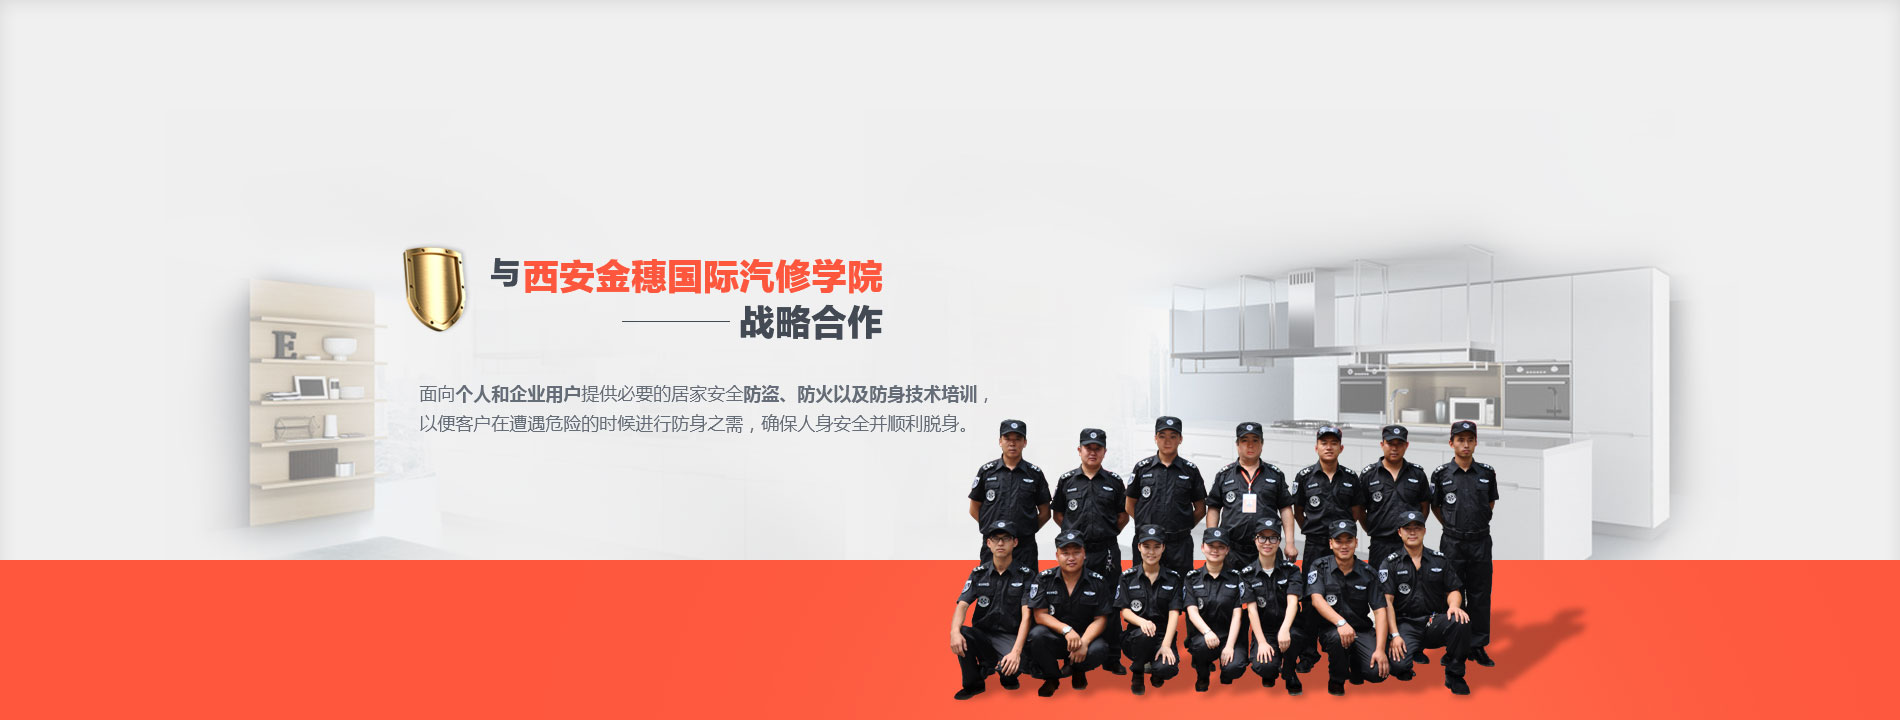 与西安金穗国际汽修学院
战略合作
面向个人和企业用户提供必要的居家安全防盗、防火以及防身技术培训，
以便客户在遭遇危险的时候进行防身之需，确保人身安全并顺利脱身。
E